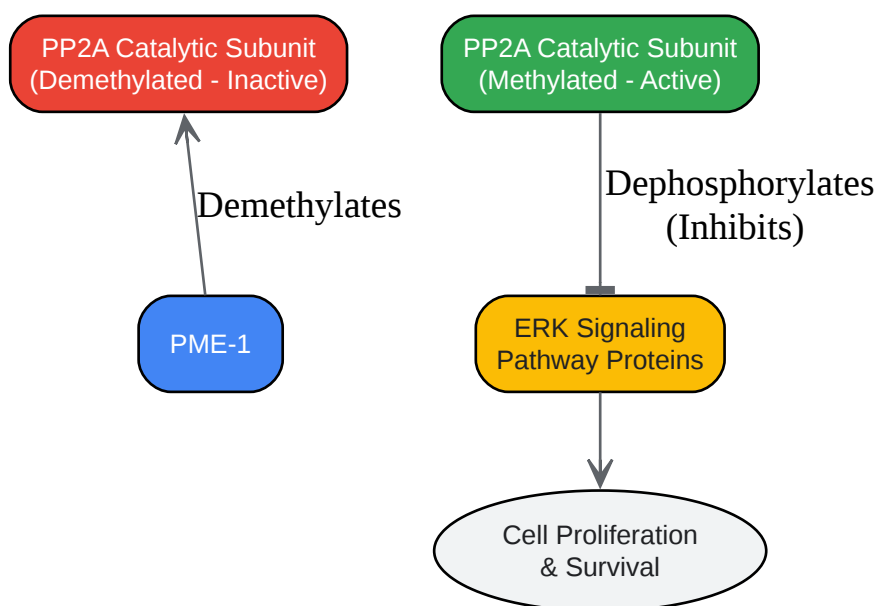 PP2A Catalytic Subunit
(Demethylated - Inactive)
PP2A Catalytic Subunit
(Methylated - Active)
Demethylates
Dephosphorylates
(Inhibits)
PME-1
ERK Signaling
Pathway Proteins
Cell Proliferation
& Survival